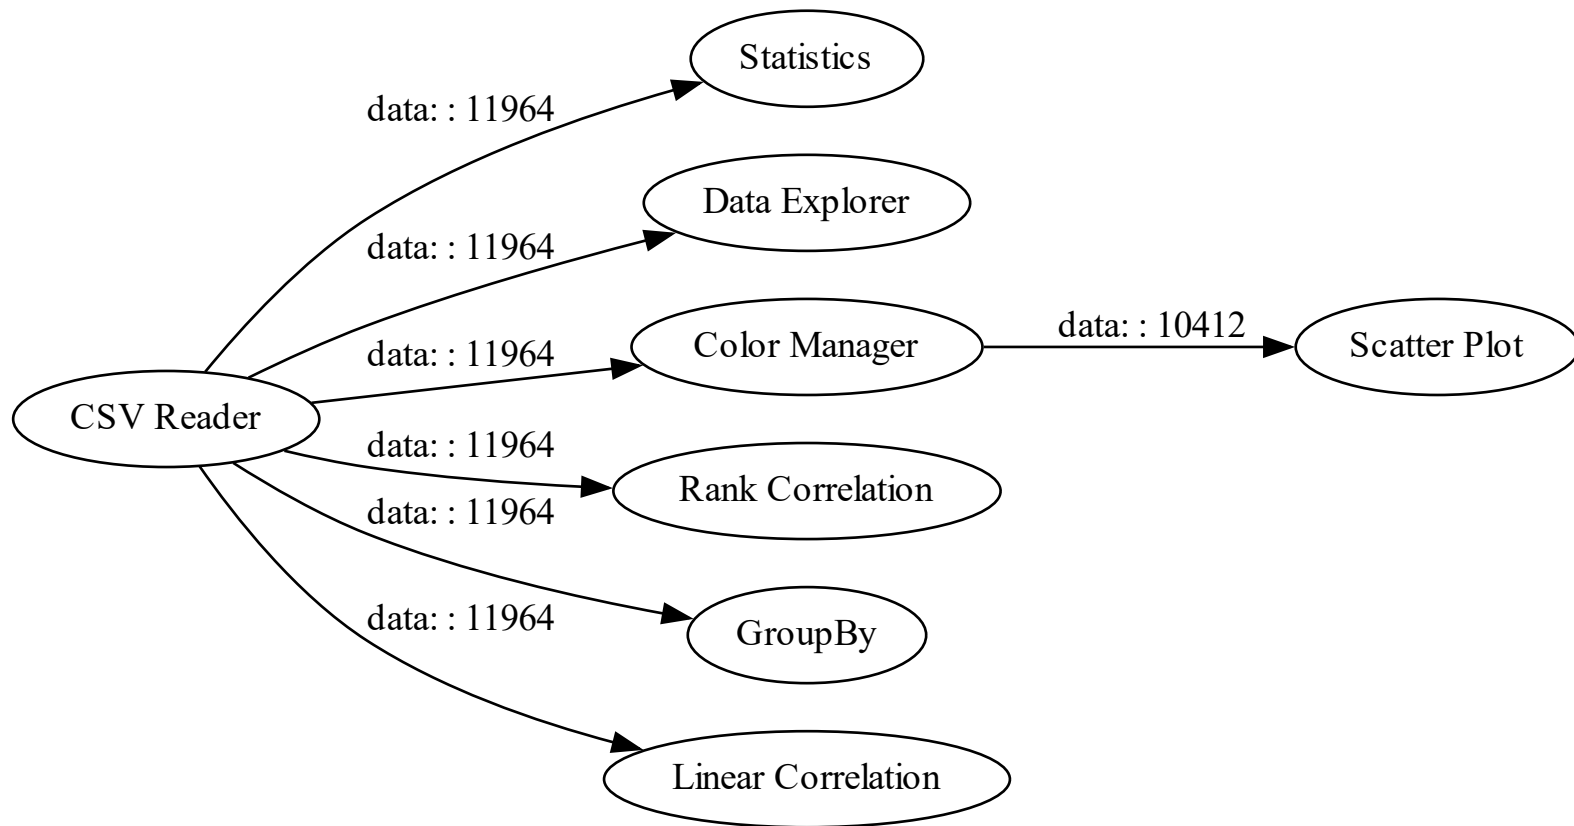 Statistics
data: : 11964
Data Explorer
data: : 11964
Color Manager
data: : 10412
Scatter Plot
data: : 11964
CSV Reader
data: : 11964
Rank Correlation
data: : 11964
GroupBy
data: : 11964
Linear Correlation